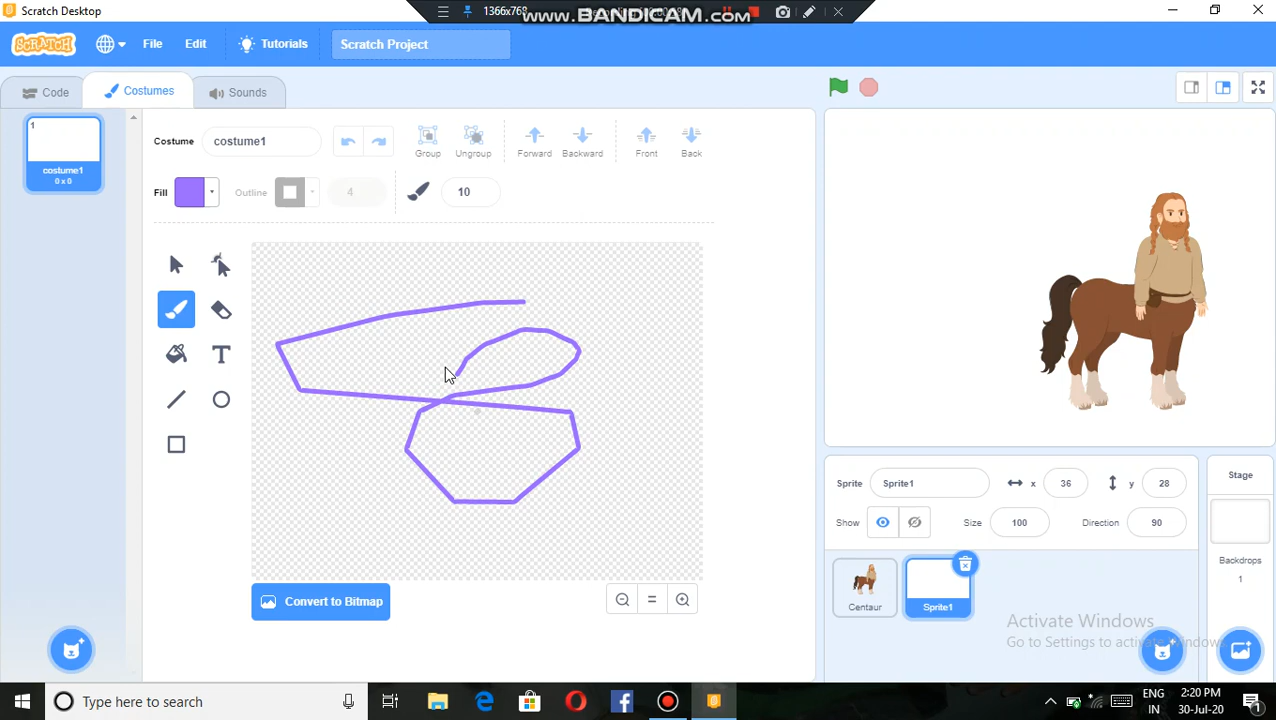 Scratch Desktop
1366x768
www.BANDICAM.com
SCRATCH
File
Edit
Tutorials
Scratch Project
Code
Costumes
Sounds
1
costume1
0 x 0
Costume
costume1
Group
Ungroup
Forward
Backward
Front
Back
Fill
Outline
4
10
T
Convert to Bitmap
Sprite
Sprite1
x
36
y
28
Show
Size
100
Direction
90
Centaur
Sprite1
Stage
Backdrops
1
Activate Windows
Go to Settings to activate Windows.
Type here to search
ENG
IN
2:20 PM
30-Jul-20
1